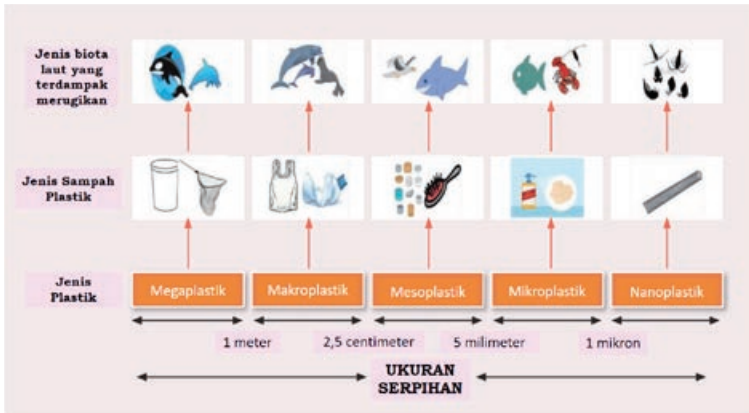 Jenis biota
laut yang
terdampak
merugikan
Jenis Sampah
Plastik
Jenis
Plastik
Megaplastik
Makroplastik
Mesoplastik
Mikroplastik
Nanoplastik
1 meter
2,5 centimeter
5 milimeter
1 mikron
UKURAN
SERPIHAN